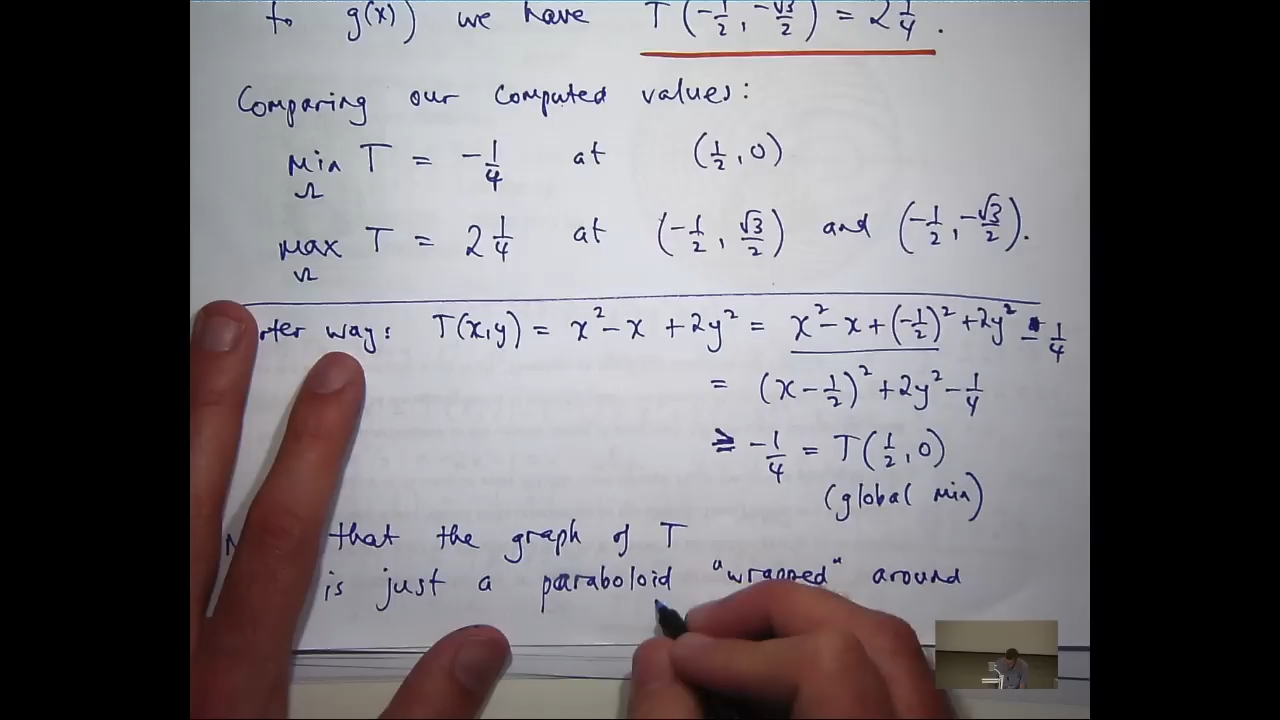 to g(x)) we have T(-1/2, -√3/2) = 2 1/4.
Comparing our computed values:
min T = -1/4 at (1/2, 0)
Ω
max T = 2 1/4 at (-1/2, √3/2) and (-1/2, -√3/2).
Ω
way: T(x,y) = x² - x + 2y² = x² - x + (-1/2)² + 2y² - 1/4
= (x - 1/2)² + 2y² - 1/4
≥ -1/4 = T(1/2, 0)
(global min)
that the graph of T
is just a paraboloid "wrapped" around